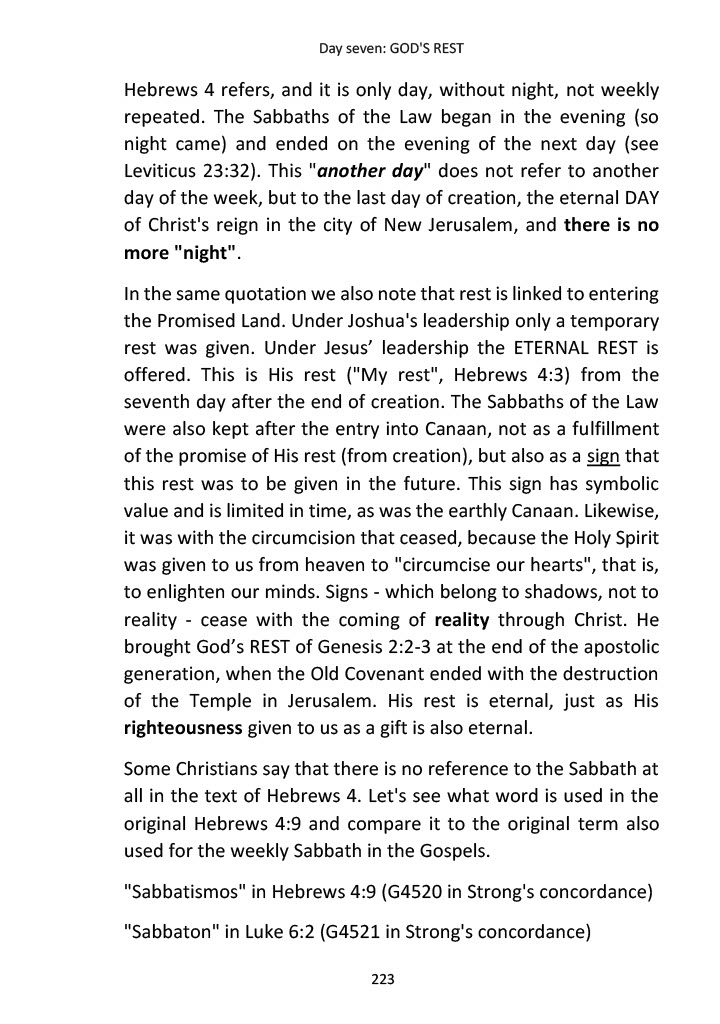 Day seven: GOD'S REST
Hebrews 4 refers, and it is only day, without night, not weekly
repeated. The Sabbaths of the Law began in the evening (so
night came) and ended on the evening of the next day (see
Leviticus 23:32). This "another day" does not refer to another
day of the week, but to the last day of creation, the eternal DAY
of Christ's reign in the city of New Jerusalem, and there is no
more "night".
In the same quotation we also note that rest is linked to entering
the Promised Land. Under Joshua's leadership only a temporary
rest was given. Under Jesus’ leadership the ETERNAL REST is
offered. This is His rest ("My rest", Hebrews 4:3) from the
seventh day after the end of creation. The Sabbaths of the Law
were also kept after the entry into Canaan, not as a fulfillment
of the promise of His rest (from creation), but also as a sign that
this rest was to be given in the future. This sign has symbolic
value and is limited in time, as was the earthly Canaan. Likewise,
it was with the circumcision that ceased, because the Holy Spirit
was given to us from heaven to "circumcise our hearts", that is,
to enlighten our minds. Signs - which belong to shadows, not to
reality - cease with the coming of reality through Christ. He
brought God’s REST of Genesis 2:2-3 at the end of the apostolic
generation, when the Old Covenant ended with the destruction
of the Temple in Jerusalem. His rest is eternal, just as His
righteousness given to us as a gift is also eternal.
Some Christians say that there is no reference to the Sabbath at
all in the text of Hebrews 4. Let's see what word is used in the
original Hebrews 4:9 and compare it to the original term also
used for the weekly Sabbath in the Gospels.
"Sabbatismos" in Hebrews 4:9 (G4520 in Strong's concordance)
"Sabbaton" in Luke 6:2 (G4521 in Strong's concordance)
223